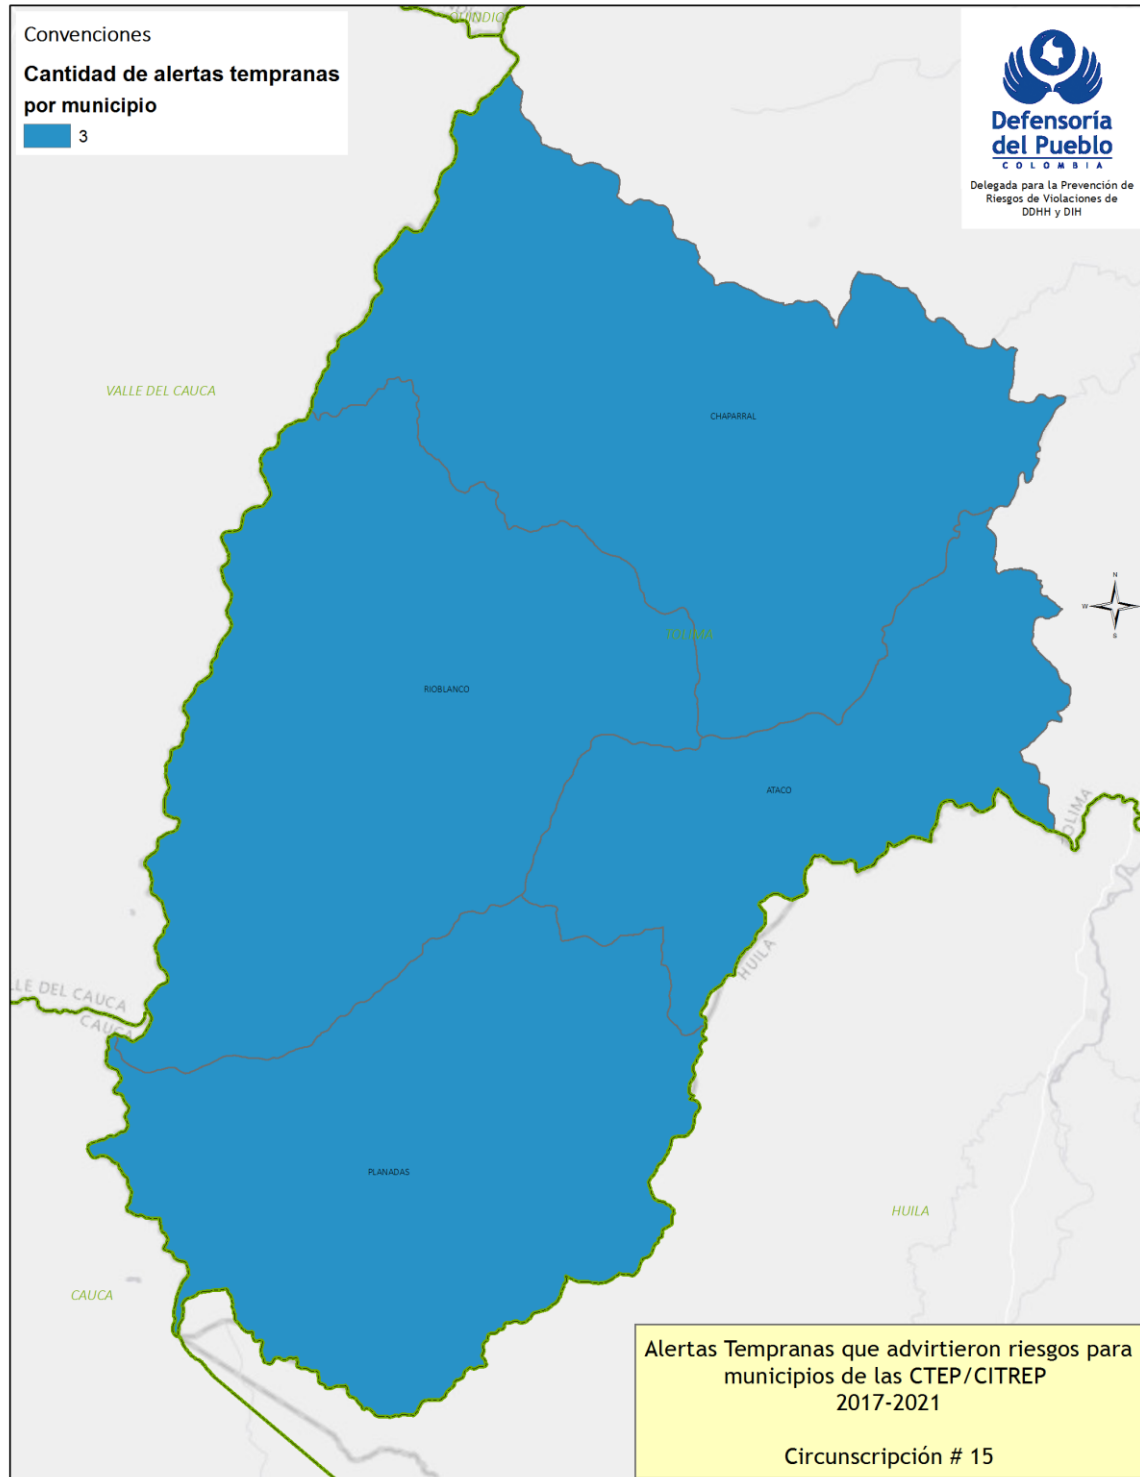 Convenciones
Cantidad de alertas tempranas
por municipio
3
QUINDIO
Defensoría
del Pueblo
COLOMBIA
Delegada para la Prevención de
Riesgos de Violaciones de
DDHH y DIH
VALLE DEL CAUCA
CHAPARRAL
N
W
S
TOLIMA
RIOBLANCO
ATACO
TOLIMA
HUILA
LLE DEL CAUCA
CAUCA
PLANADAS
HUILA
CAUCA
Alertas Tempranas que advirtieron riesgos para
municipios de las CTEP/CITREP
2017-2021
Circunscripción # 15